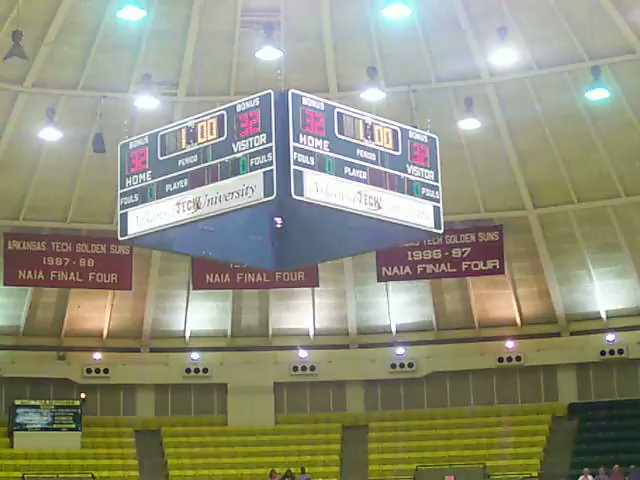 BONUS
32
HOME
1:00
PERIOD
BONUS
32
VISITOR
FOULS
0
PLAYER
0
FOULS
Arkansas TECH University
BONUS
32
HOME
1:00
PERIOD
BONUS
32
VISITOR
FOULS
0
PLAYER
0
FOULS
Arkansas TECH
ARKANSAS TECH GOLDEN SUNS
1987-88
NAIA FINAL FOUR
NAIA FINAL FOUR
TECH GOLDEN SUNS
1996-97
NAIA FINAL FOUR